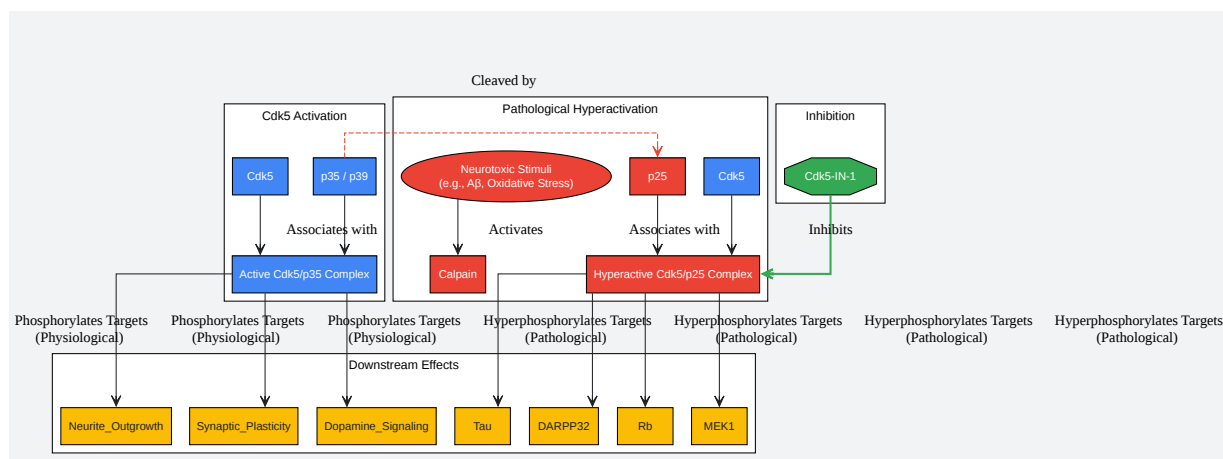 Cleaved by
Cdk5 Activation
Pathological Hyperactivation
Inhibition
Cdk5
p35 / p39
Neurotoxic Stimuli
(e.g., Aβ, Oxidative Stress)
p25
Cdk5
Cdk5-IN-1
Associates with
Activates
Associates with
Inhibits
Active Cdk5/p35 Complex
Calpain
Hyperactive Cdk5/p25 Complex
Phosphorylates Targets
(Physiological)
Phosphorylates Targets
(Physiological)
Phosphorylates Targets
(Physiological)
Hyperphosphorylates Targets
(Pathological)
Hyperphosphorylates Targets
(Pathological)
Hyperphosphorylates Targets
(Pathological)
Hyperphosphorylates Targets
(Pathological)
Downstream Effects
Neurite_Outgrowth
Synaptic_Plasticity
Dopamine_Signaling
Tau
DARPP32
Rb
MEK1